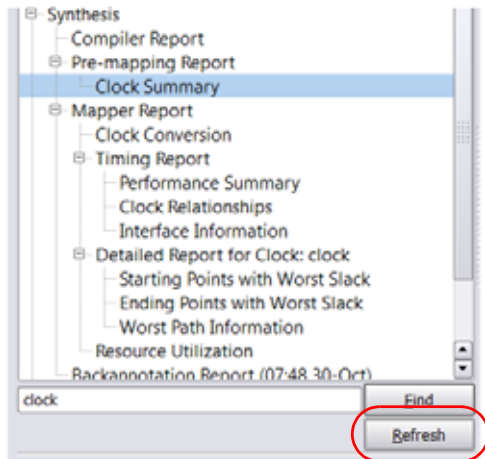 Synthesis
Compiler Report
Pre-mapping Report
Clock Summary
Mapper Report
Clock Conversion
Timing Report
Performance Summary
Clock Relationships
Interface Information
Detailed Report for Clock: clock
Starting Points with Worst Slack
Ending Points with Worst Slack
Worst Path Information
Resource Utilization
Backannotation Report (07:48 30-Oct)
clock Find
Refresh